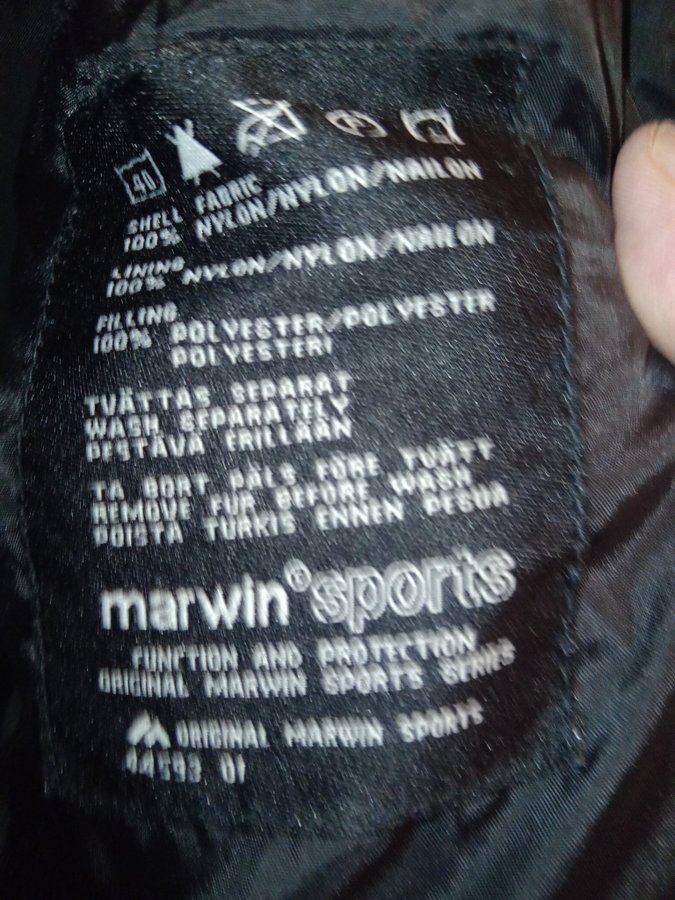 40
SHELL FABRIC
100% NYLON/NYLON/NAILON
LINING
100% NYLON/NYLON/NAILON
FILLING
100% POLYESTER/POLYESTER
POLYESTERI
TVÄTTAS SEPARAT
WASH SEPARATELY
PESTÄVÄ ERILLÄÄN
TA BORT PÄLS FÖRE TVÄTT
REMOVE FUR BEFORE WASH
POISTA TURKIS ENNEN PESUA
marwin® sports
FUNCTION AND PROTECTION
ORIGINAL MARWIN SPORTS SERIES
ORIGINAL MARWIN SPORTS
44593 01